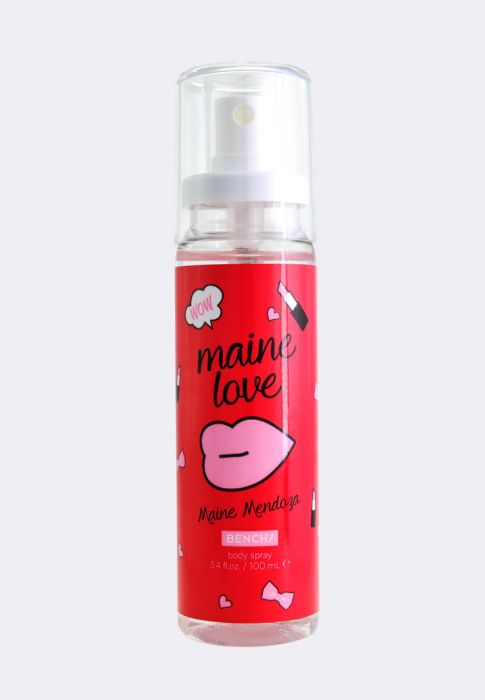 WOW
maine
love
Maine Mendoza
BENCH/
body spray
3.4 fl.oz. / 100 mL ℮